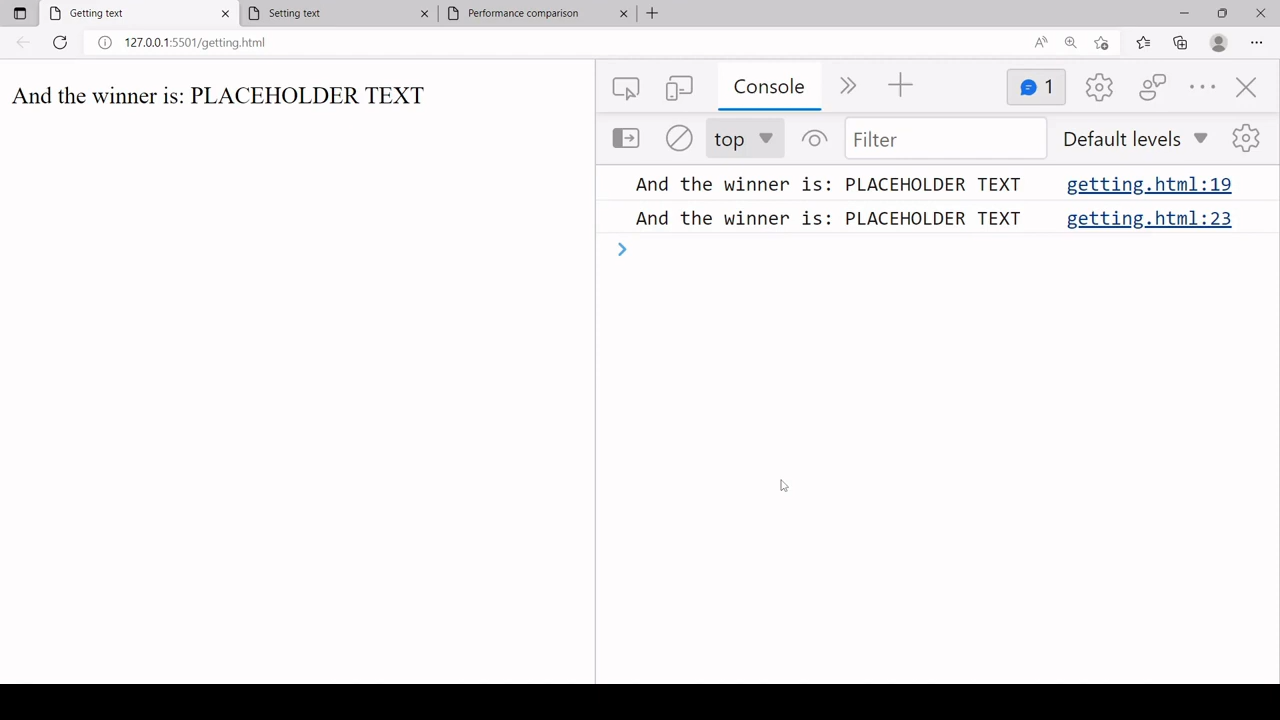 Getting text
Setting text
Performance comparison
127.0.0.1:5501/getting.html
And the winner is: PLACEHOLDER TEXT
Console
1
top
Filter
Default levels
And the winner is: PLACEHOLDER TEXT getting.html:19
And the winner is: PLACEHOLDER TEXT getting.html:23